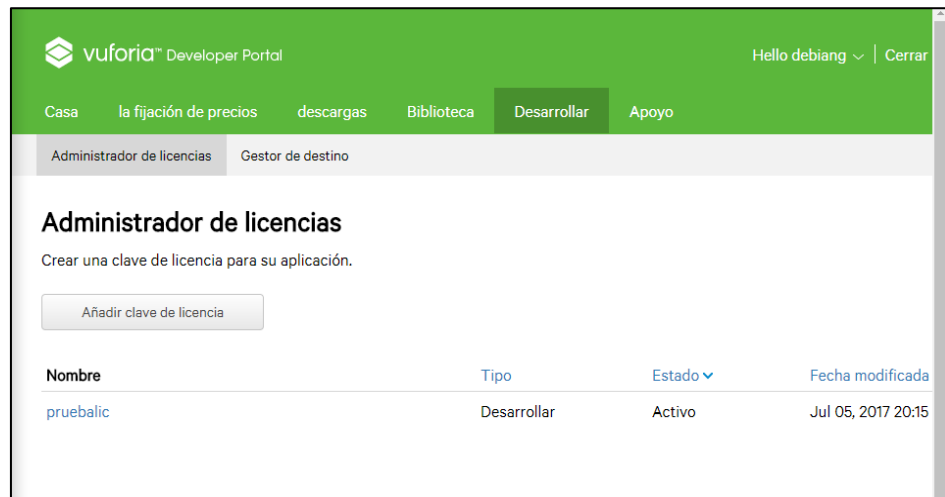 vuforia™ Developer Portal
Hello debiang | Cerrar
Casa la fijación de precios descargas Biblioteca Desarrollar Apoyo
Administrador de licencias Gestor de destino
Administrador de licencias
Crear una clave de licencia para su aplicación.
Añadir clave de licencia
Nombre Tipo Estado Fecha modificada
pruebalic Desarrollar Activo Jul 05, 2017 20:15